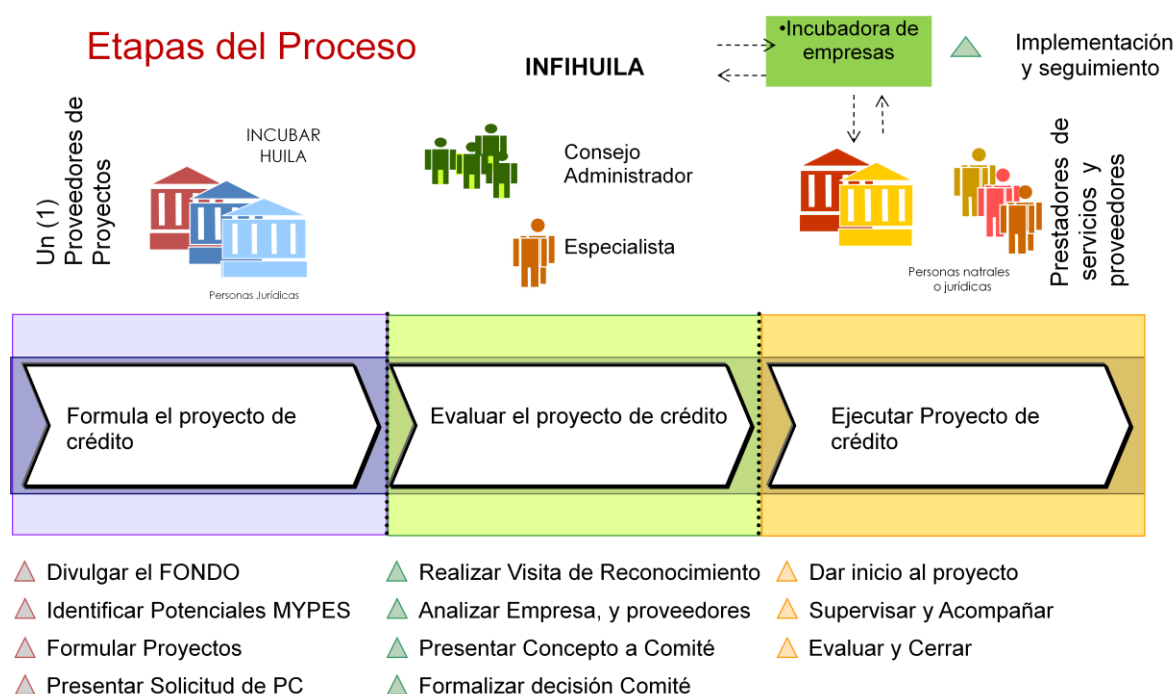 Etapas del Proceso
INFIHUILA
•Incubadora de
empresas
Implementación
y seguimiento
Un (1)
Proveedores de
Proyectos
INCUBAR
HUILA
Personas Jurídicas
Consejo
Administrador
Especialista
Personas natrales
o jurídicas
Prestadores de
servicios y
proveedores
Formula el proyecto de
crédito
Evaluar el proyecto de crédito
Ejecutar Proyecto de
crédito
Divulgar el FONDO
Identificar Potenciales MYPES
Formular Proyectos
Presentar Solicitud de PC
Realizar Visita de Reconocimiento
Analizar Empresa, y proveedores
Presentar Concepto a Comité
Formalizar decisión Comité
Dar inicio al proyecto
Supervisar y Acompañar
Evaluar y Cerrar